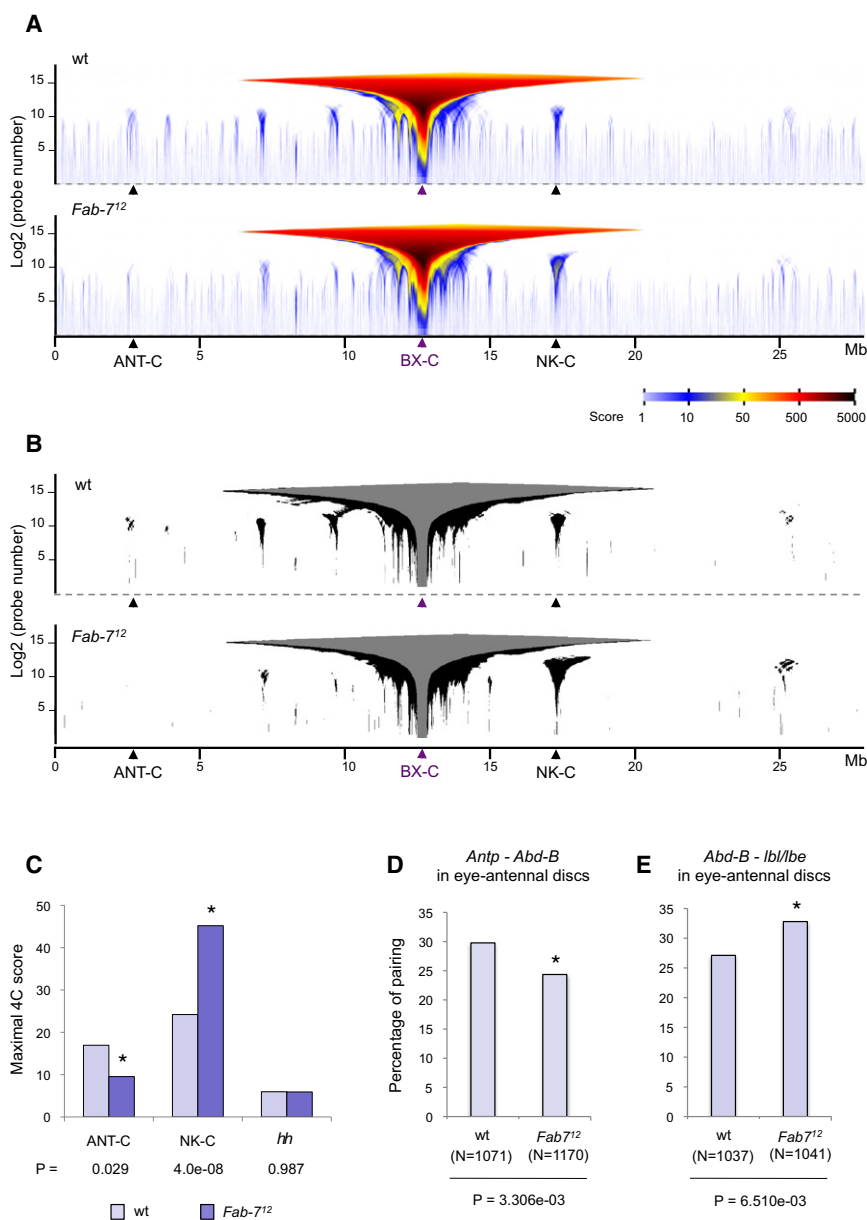 A
wt
Log2 (probe number)
15
10
5
Fab-7¹²
15
10
5
0
5
10
15
20
25
Mb
ANT-C
BX-C
NK-C
Score
1
10
50
500
5000
B
wt
Log2 (probe number)
15
10
5
Fab-7¹²
15
10
5
0
5
10
15
20
25
Mb
ANT-C
BX-C
NK-C
C
Maximal 4C score
50
40
30
20
10
0
*
*
ANT-C
NK-C
hh
P =
0.029
4.0e-08
0.987
wt
Fab-7¹²
D
Antp - Abd-B
in eye-antennal discs
Percentage of pairing
35
30
25
20
15
10
5
0
*
wt
(N=1071)
Fab7¹²
(N=1170)
P = 3.306e-03
E
Abd-B - lbl/lbe
in eye-antennal discs
35
30
25
20
15
10
5
0
*
wt
(N=1037)
Fab7¹²
(N=1041)
P = 6.510e-03